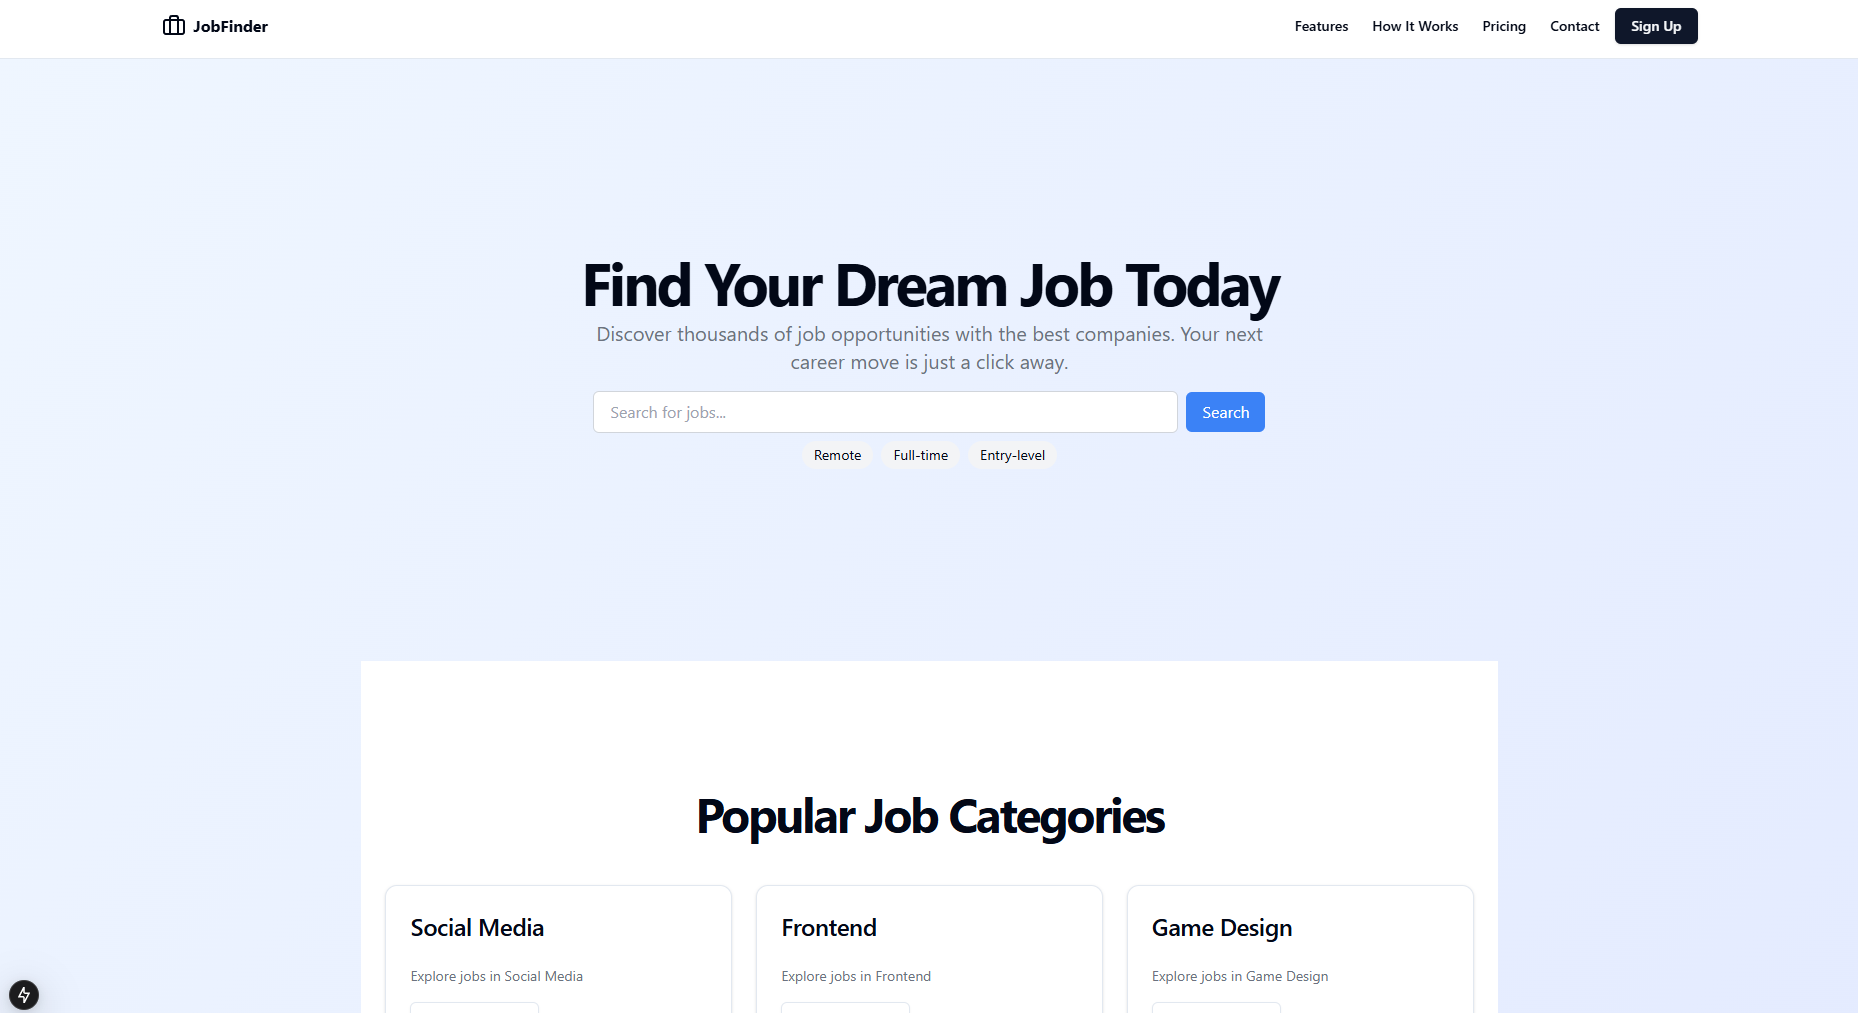 JobFinder
Features
How It Works
Pricing
Contact
Sign Up
Find Your Dream Job Today
Discover thousands of job opportunities with the best companies. Your next
career move is just a click away.
Search for jobs...
Search
Remote
Full-time
Entry-level
Popular Job Categories
Social Media
Explore jobs in Social Media
Frontend
Explore jobs in Frontend
Game Design
Explore jobs in Game Design